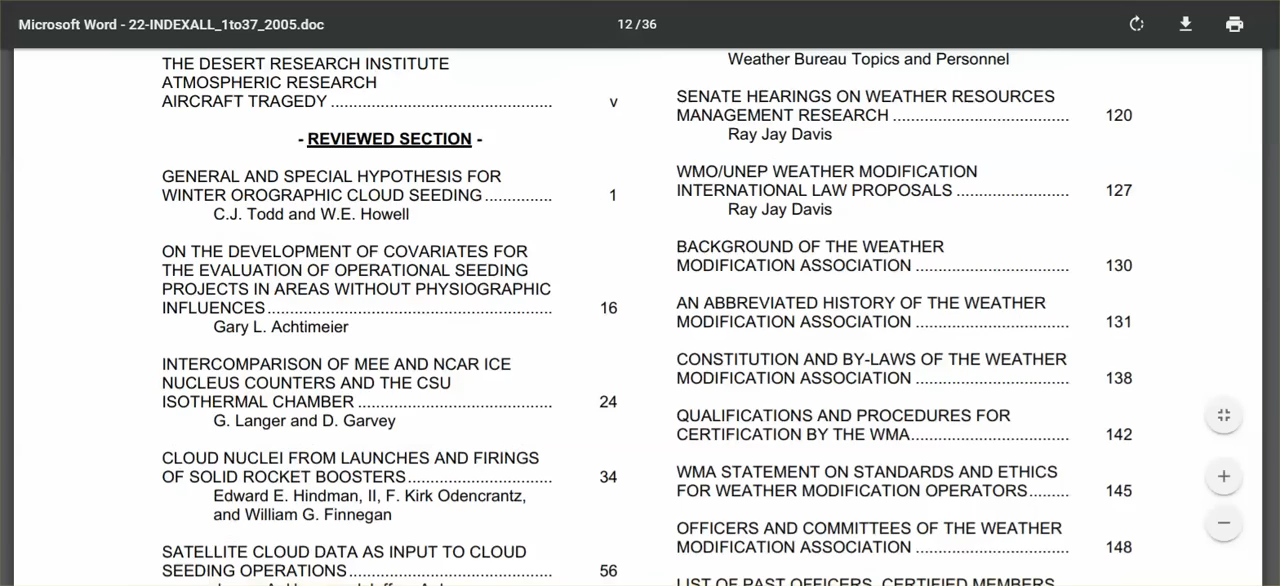 Microsoft Word - 22-INDEXALL_1to37_2005.doc
12 / 36
THE DESERT RESEARCH INSTITUTE
ATMOSPHERIC RESEARCH
AIRCRAFT TRAGEDY .................................................. v
- REVIEWED SECTION -
GENERAL AND SPECIAL HYPOTHESIS FOR
WINTER OROGRAPHIC CLOUD SEEDING............... 1
C.J. Todd and W.E. Howell
ON THE DEVELOPMENT OF COVARIATES FOR
THE EVALUATION OF OPERATIONAL SEEDING
PROJECTS IN AREAS WITHOUT PHYSIOGRAPHIC
INFLUENCES................................................................ 16
Gary L. Achtimeier
INTERCOMPARISON OF MEE AND NCAR ICE
NUCLEUS COUNTERS AND THE CSU
ISOTHERMAL CHAMBER ........................................... 24
G. Langer and D. Garvey
CLOUD NUCLEI FROM LAUNCHES AND FIRINGS
OF SOLID ROCKET BOOSTERS................................ 34
Edward E. Hindman, II, F. Kirk Odencrantz,
and William G. Finnegan
SATELLITE CLOUD DATA AS INPUT TO CLOUD
SEEDING OPERATIONS.............................................. 56
Weather Bureau Topics and Personnel
SENATE HEARINGS ON WEATHER RESOURCES
MANAGEMENT RESEARCH ....................................... 120
Ray Jay Davis
WMO/UNEP WEATHER MODIFICATION
INTERNATIONAL LAW PROPOSALS ......................... 127
Ray Jay Davis
BACKGROUND OF THE WEATHER
MODIFICATION ASSOCIATION .................................. 130
AN ABBREVIATED HISTORY OF THE WEATHER
MODIFICATION ASSOCIATION .................................. 131
CONSTITUTION AND BY-LAWS OF THE WEATHER
MODIFICATION ASSOCIATION .................................. 138
QUALIFICATIONS AND PROCEDURES FOR
CERTIFICATION BY THE WMA................................... 142
WMA STATEMENT ON STANDARDS AND ETHICS
FOR WEATHER MODIFICATION OPERATORS......... 145
OFFICERS AND COMMITTEES OF THE WEATHER
MODIFICATION ASSOCIATION .................................. 148
LIST OF PAST OFFICERS, CERTIFIED MEMBERS